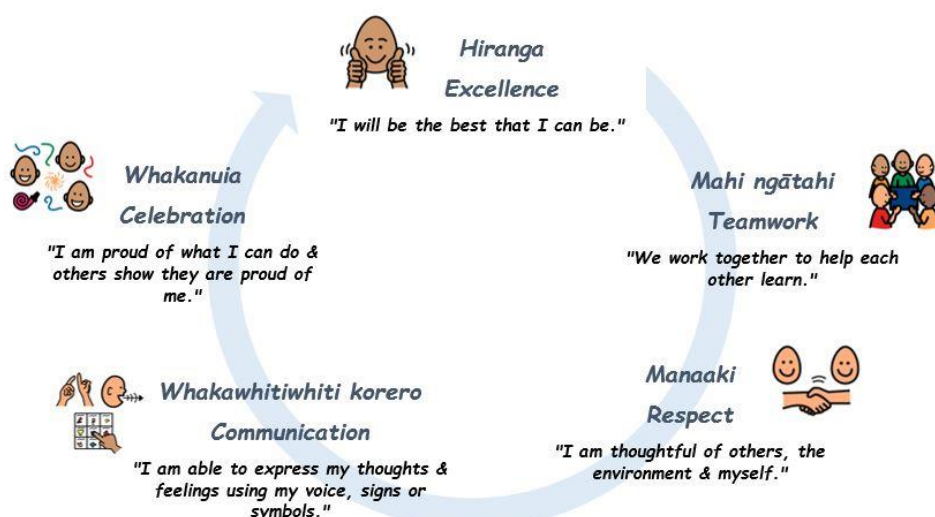 Hiranga
Excellence
"I will be the best that I can be."
Mahi ngātahi
Teamwork
"We work together to help each
other learn."
Manaaki
Respect
"I am thoughtful of others, the
environment & myself."
Whakawhitiwhiti korero
Communication
"I am able to express my thoughts &
feelings using my voice, signs or
symbols."
Whakanuia
Celebration
"I am proud of what I can do &
others show they are proud of
me."